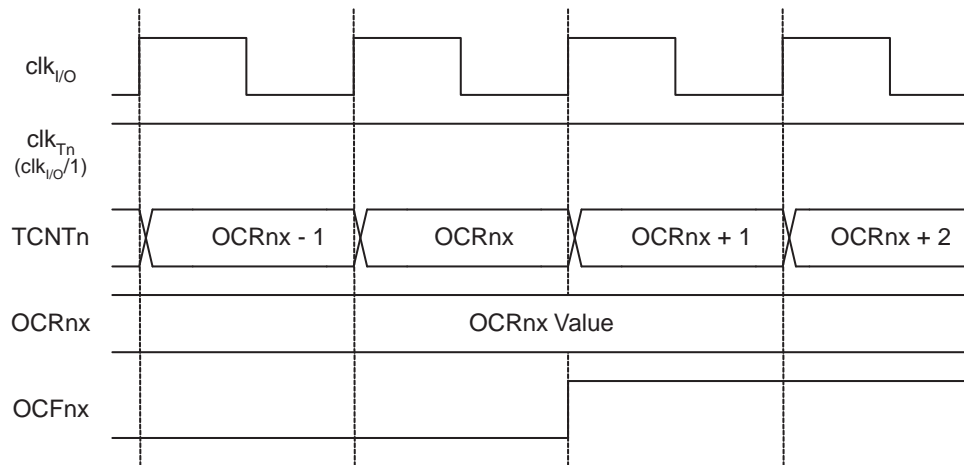 clkI/O
clkTn
(clkI/O/1)
TCNTn OCRnx - 1 OCRnx OCRnx + 1 OCRnx + 2
OCRnx OCRnx Value
OCFnx